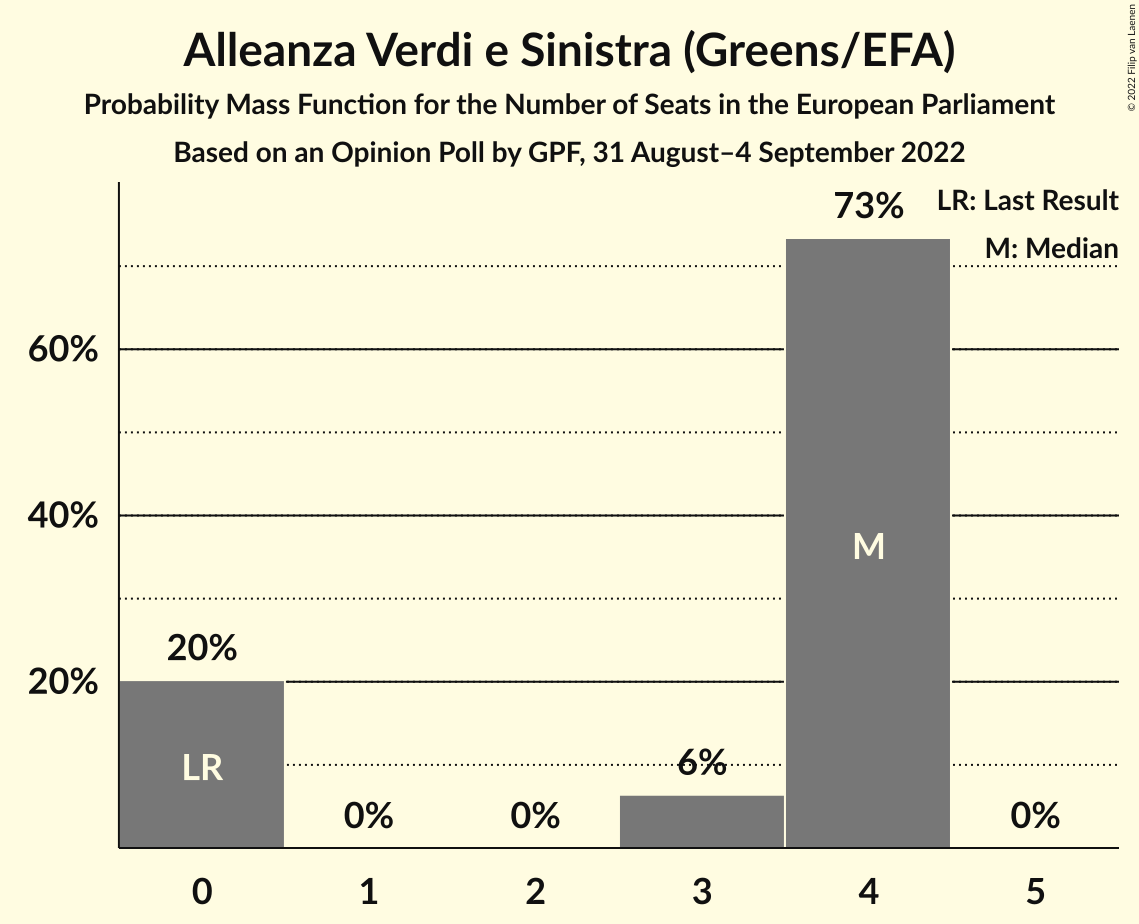 Alleanza Verdi e Sinistra (Greens/EFA)
Probability Mass Function for the Number of Seats in the European Parliament
Based on an Opinion Poll by GPF, 31 August–4 September 2022
© 2022 Filip van Laenen
LR: Last Result
M: Median
73%
60%
40%
M
20%
20%
LR
0%
0%
6%
0%
0 1 2 3 4 5